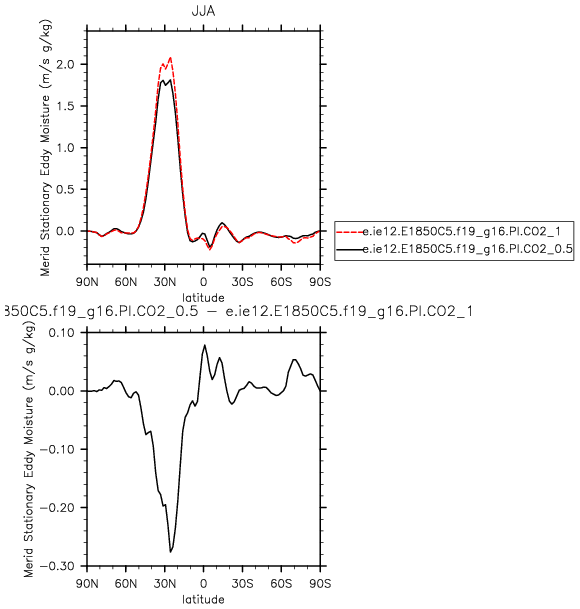 JJA
Merid Stationary Eddy Moisture (m/s g/kg)
2.0
1.5
1.0
0.5
0.0
90N 60N 30N 0 30S 60S 90S
latitude
e.ie12.E1850C5.f19_g16.PI.CO2_1
e.ie12.E1850C5.f19_g16.PI.CO2_0.5
850C5.f19_g16.PI.CO2_0.5 − e.ie12.E1850C5.f19_g16.PI.CO2_1
Merid Stationary Eddy Moisture (m/s g/kg)
0.10
0.00
−0.10
−0.20
−0.30
90N 60N 30N 0 30S 60S 90S
latitude